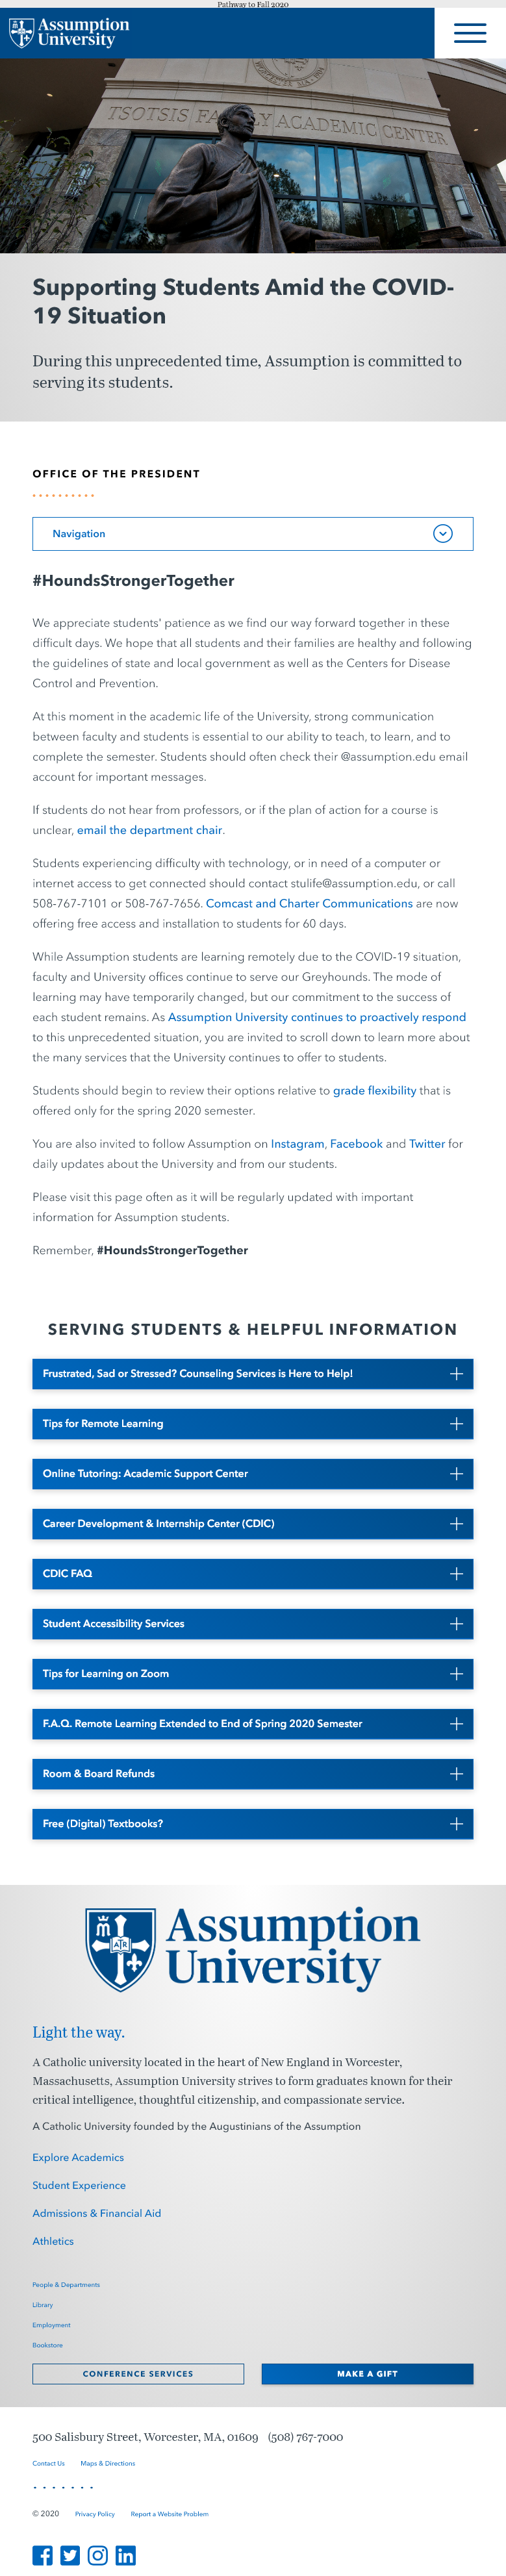 Pathway to Fall 2020
Assumption
University
TSOTSIS FAMILY ACADEMIC CENTER
Supporting Students Amid the COVID-
19 Situation
During this unprecedented time, Assumption is committed to
serving its students.
OFFICE OF THE PRESIDENT
Navigation
#HoundsStrongerTogether
We appreciate students' patience as we find our way forward together in these
difficult days. We hope that all students and their families are healthy and following
the guidelines of state and local government as well as the Centers for Disease
Control and Prevention.
At this moment in the academic life of the University, strong communication
between faculty and students is essential to our ability to teach, to learn, and to
complete the semester. Students should often check their @assumption.edu email
account for important messages.
If students do not hear from professors, or if the plan of action for a course is
unclear, email the department chair.
Students experiencing difficulty with technology, or in need of a computer or
internet access to get connected should contact stulife@assumption.edu, or call
508-767-7101 or 508-767-7656. Comcast and Charter Communications are now
offering free access and installation to students for 60 days.
While Assumption students are learning remotely due to the COVID-19 situation,
faculty and University offices continue to serve our Greyhounds. The mode of
learning may have temporarily changed, but our commitment to the success of
each student remains. As Assumption University continues to proactively respond
to this unprecedented situation, you are invited to scroll down to learn more about
the many services that the University continues to offer to students.
Students should begin to review their options relative to grade flexibility that is
offered only for the spring 2020 semester.
You are also invited to follow Assumption on Instagram, Facebook and Twitter for
daily updates about the University and from our students.
Please visit this page often as it will be regularly updated with important
information for Assumption students.
Remember, #HoundsStrongerTogether
SERVING STUDENTS & HELPFUL INFORMATION
Frustrated, Sad or Stressed? Counseling Services is Here to Help!
Tips for Remote Learning
Online Tutoring: Academic Support Center
Career Development & Internship Center (CDIC)
CDIC FAQ
Student Accessibility Services
Tips for Learning on Zoom
F.A.Q. Remote Learning Extended to End of Spring 2020 Semester
Room & Board Refunds
Free (Digital) Textbooks?
Assumption
University
Light the way.
A Catholic university located in the heart of New England in Worcester,
Massachusetts, Assumption University strives to form graduates known for their
critical intelligence, thoughtful citizenship, and compassionate service.
A Catholic University founded by the Augustinians of the Assumption
Explore Academics
Student Experience
Admissions & Financial Aid
Athletics
People & Departments
Library
Employment
Bookstore
CONFERENCE SERVICES MAKE A GIFT
500 Salisbury Street, Worcester, MA, 01609 (508) 767-7000
Contact Us Maps & Directions
© 2020 Privacy Policy Report a Website Problem